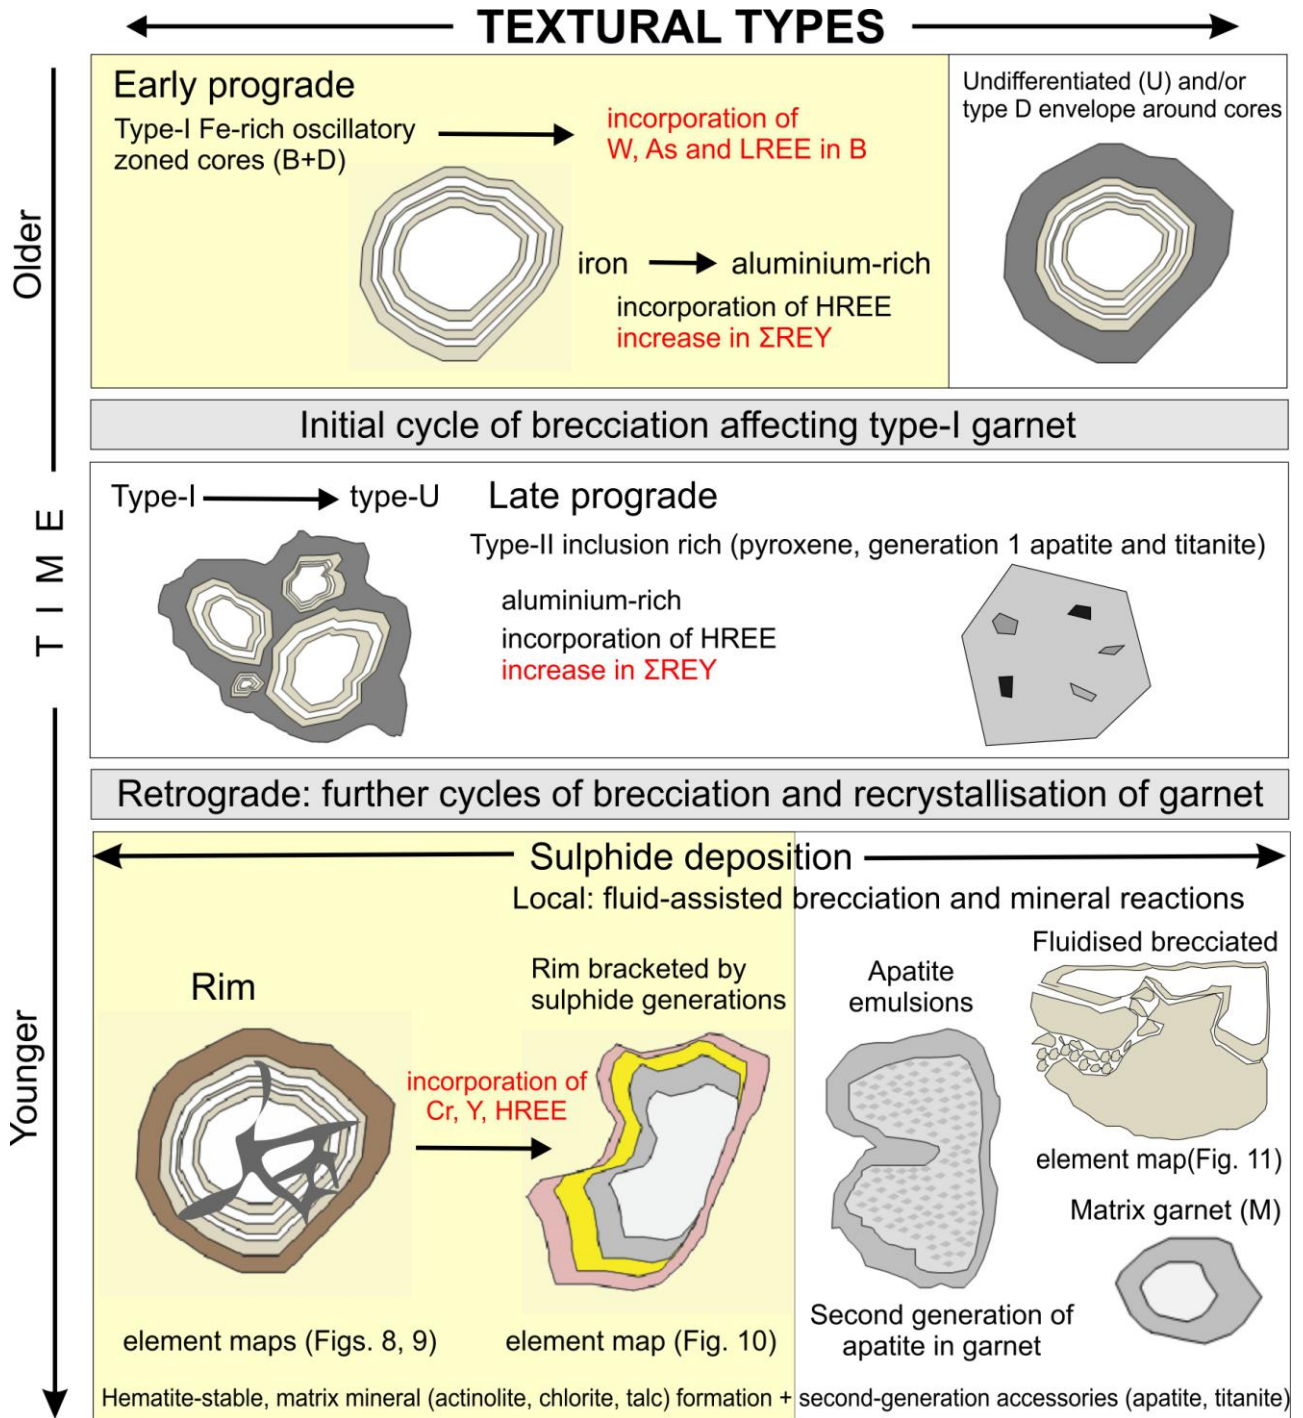 TEXTURAL TYPES
Older
TIME
Younger
Early prograde
Type-I Fe-rich oscillatory
zoned cores (B+D)
incorporation of
W, As and LREE in B
iron
aluminium-rich
incorporation of HREE
increase in ΣREY
Undifferentiated (U) and/or
type D envelope around cores
Initial cycle of brecciation affecting type-I garnet
Type-I
type-U
Late prograde
Type-II inclusion rich (pyroxene, generation 1 apatite and titanite)
aluminium-rich
incorporation of HREE
increase in ΣREY
Retrograde: further cycles of brecciation and recrystallisation of garnet
Sulphide deposition
Local: fluid-assisted brecciation and mineral reactions
Rim
Rim bracketed by
sulphide generations
incorporation of
Cr, Y, HREE
element maps (Figs. 8, 9)
element map (Fig. 10)
Apatite
emulsions
Second generation of
apatite in garnet
Fluidised brecciated
element map(Fig. 11)
Matrix garnet (M)
Hematite-stable, matrix mineral (actinolite, chlorite, talc) formation + second-generation accessories (apatite, titanite)